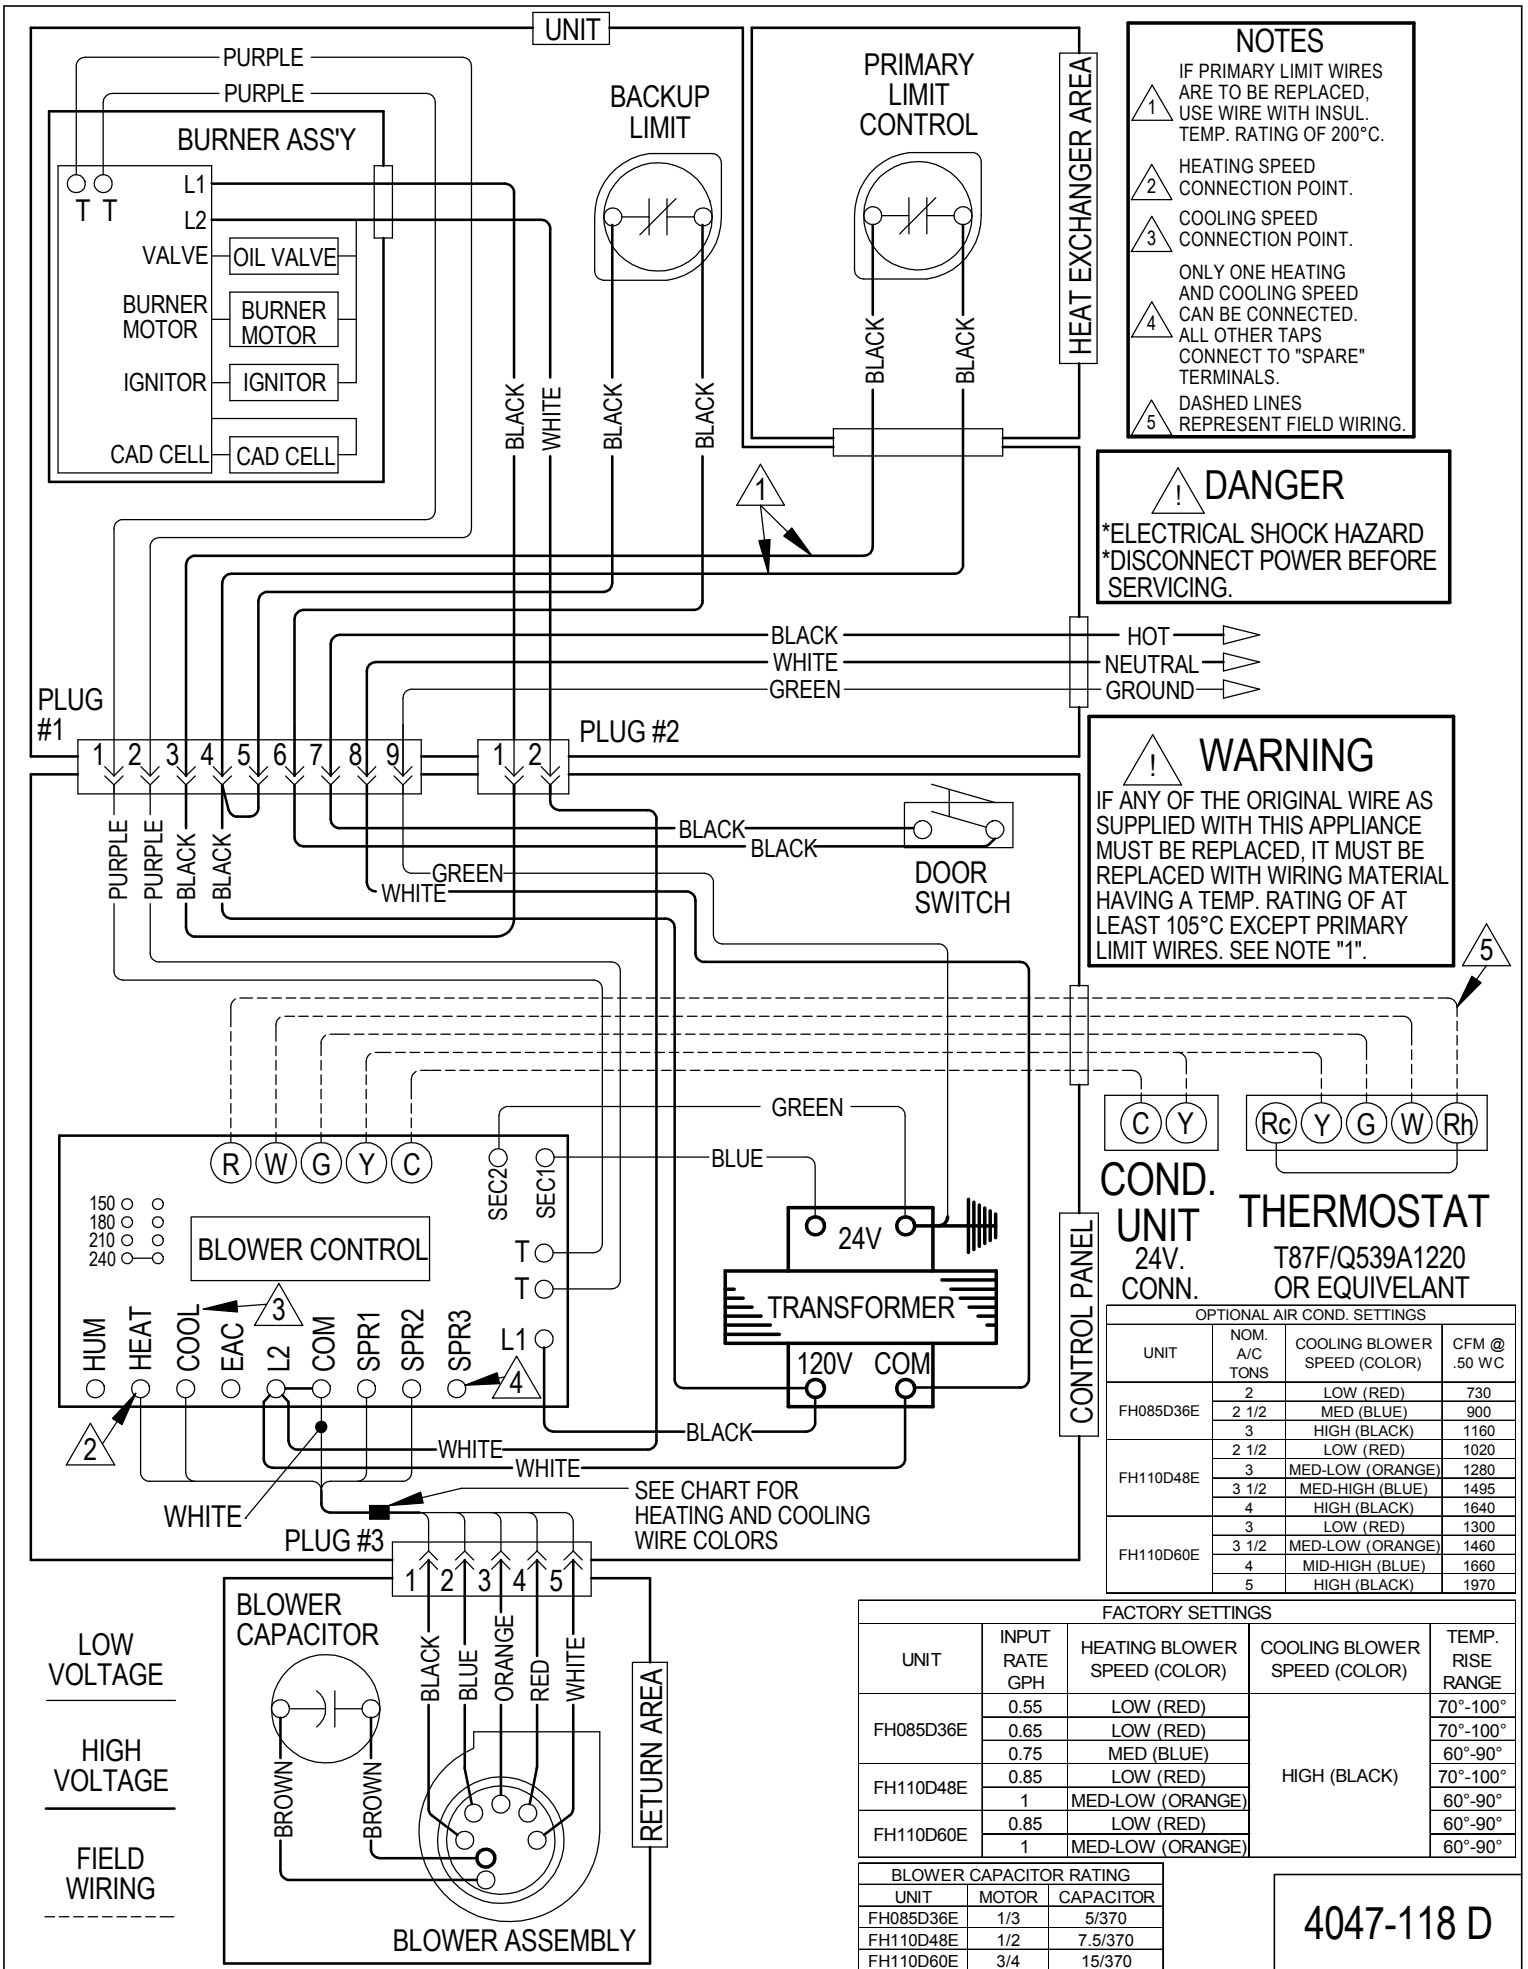 UNIT
PURPLE
PURPLE
BURNER ASS'Y
T T
L1
L2
VALVE
OIL VALVE
BURNER
MOTOR
BURNER
MOTOR
IGNITOR
IGNITOR
CAD CELL
CAD CELL
BACKUP
LIMIT
PRIMARY
LIMIT
CONTROL
HEAT EXCHANGER AREA
BLACK
WHITE
BLACK
BLACK
BLACK
BLACK
1
NOTES
1
IF PRIMARY LIMIT WIRES
ARE TO BE REPLACED,
USE WIRE WITH INSUL.
TEMP. RATING OF 200°C.
2
HEATING SPEED
CONNECTION POINT.
3
COOLING SPEED
CONNECTION POINT.
4
ONLY ONE HEATING
AND COOLING SPEED
CAN BE CONNECTED.
ALL OTHER TAPS
CONNECT TO "SPARE"
TERMINALS.
5
DASHED LINES
REPRESENT FIELD WIRING.
! DANGER
*ELECTRICAL SHOCK HAZARD
*DISCONNECT POWER BEFORE
SERVICING.
BLACK
HOT
WHITE
NEUTRAL
GREEN
GROUND
PLUG
#1
1 2 3 4 5 6 7 8 9
1 2
PLUG #2
! WARNING
IF ANY OF THE ORIGINAL WIRE AS
SUPPLIED WITH THIS APPLIANCE
MUST BE REPLACED, IT MUST BE
REPLACED WITH WIRING MATERIAL
HAVING A TEMP. RATING OF AT
LEAST 105°C EXCEPT PRIMARY
LIMIT WIRES. SEE NOTE "1".
5
PURPLE
PURPLE
BLACK
BLACK
BLACK
BLACK
GREEN
WHITE
DOOR
SWITCH
GREEN
BLUE
R W G Y C
SEC2
SEC1
150
180
210
240
BLOWER CONTROL
T
T
L1
HUM
HEAT
COOL
EAC
L2
COM
SPR1
SPR2
SPR3
3
4
2
24V
TRANSFORMER
120V COM
CONTROL PANEL
C Y
COND.
UNIT
24V.
CONN.
Rc Y G W Rh
THERMOSTAT
T87F/Q539A1220
OR EQUIVELANT
BLACK
WHITE
WHITE
WHITE
SEE CHART FOR
HEATING AND COOLING
WIRE COLORS
PLUG #3
1 2 3 4 5
BLOWER
CAPACITOR
BLACK
BLUE
ORANGE
RED
WHITE
BROWN
BROWN
RETURN AREA
BLOWER ASSEMBLY
LOW
VOLTAGE
HIGH
VOLTAGE
FIELD
WIRING
OPTIONAL AIR COND. SETTINGS
UNIT NOM. A/C TONS COOLING BLOWER SPEED (COLOR) CFM @ .50 WC
FH085D36E 2 LOW (RED) 730
2 1/2 MED (BLUE) 900
3 HIGH (BLACK) 1160
FH110D48E 2 1/2 LOW (RED) 1020
3 MED-LOW (ORANGE) 1280
3 1/2 MED-HIGH (BLUE) 1495
4 HIGH (BLACK) 1640
FH110D60E 3 LOW (RED) 1300
3 1/2 MED-LOW (ORANGE) 1460
4 MID-HIGH (BLUE) 1660
5 HIGH (BLACK) 1970
FACTORY SETTINGS
UNIT INPUT RATE GPH HEATING BLOWER SPEED (COLOR) COOLING BLOWER SPEED (COLOR) TEMP. RISE RANGE
FH085D36E 0.55 LOW (RED) HIGH (BLACK) 70°-100°
0.65 LOW (RED) 70°-100°
0.75 MED (BLUE) 60°-90°
FH110D48E 0.85 LOW (RED) 70°-100°
1 MED-LOW (ORANGE) 60°-90°
FH110D60E 0.85 LOW (RED) 60°-90°
1 MED-LOW (ORANGE) 60°-90°
BLOWER CAPACITOR RATING
UNIT MOTOR CAPACITOR
FH085D36E 1/3 5/370
FH110D48E 1/2 7.5/370
FH110D60E 3/4 15/370
4047-118 D